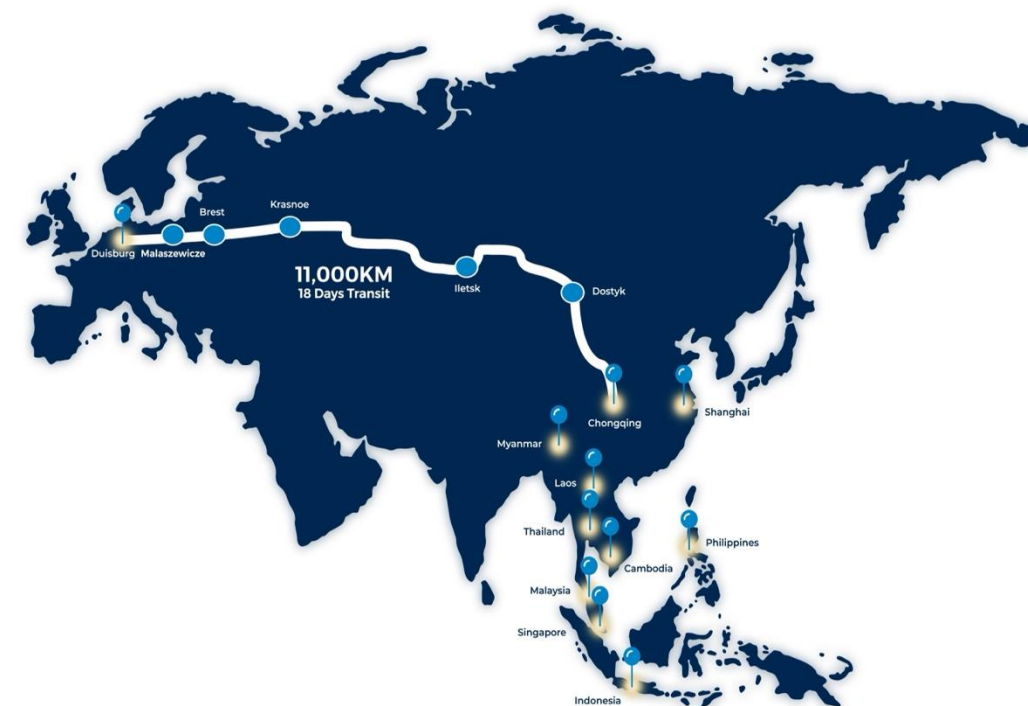 Krasnoe
Brest
Duisburg
Malaszewicze
11,000KM
18 Days Transit
Iletsk
Dostyk
Chongqing
Shanghai
Myanmar
Laos
Thailand
Philippines
Cambodia
Malaysia
Singapore
Indonesia